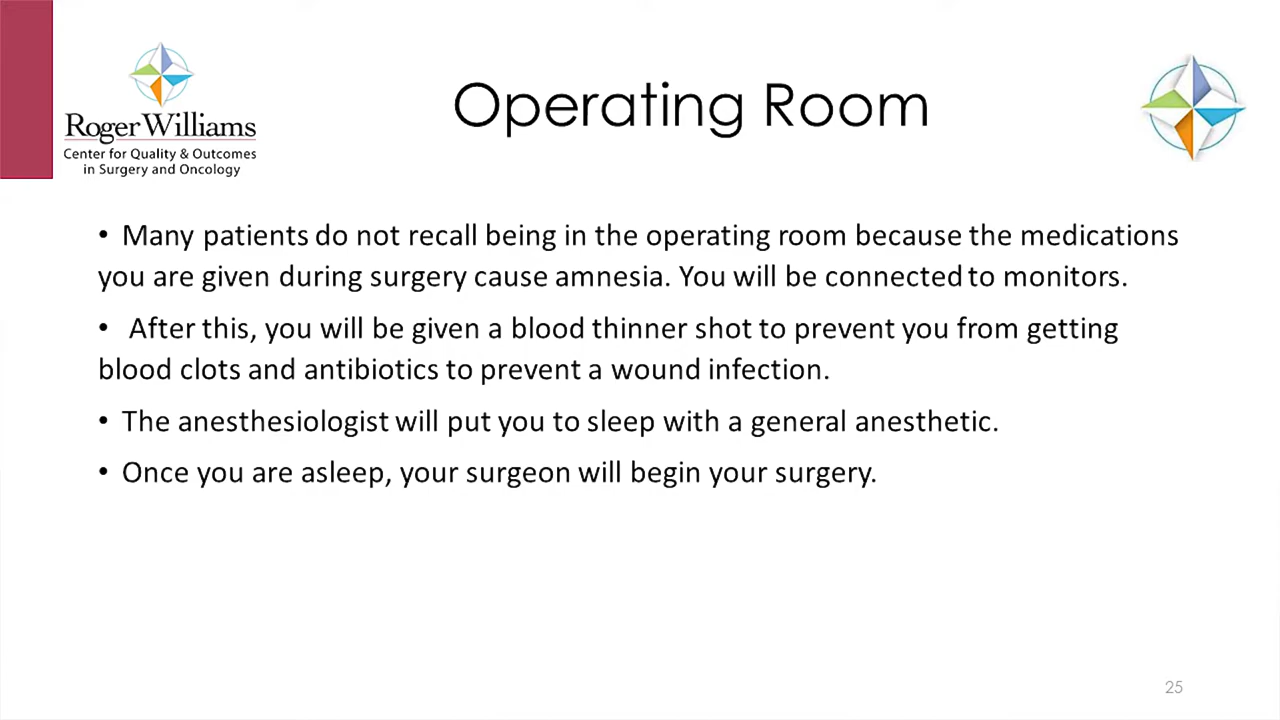 Roger Williams
Center for Quality & Outcomes
in Surgery and Oncology
Operating Room
• Many patients do not recall being in the operating room because the medications
you are given during surgery cause amnesia. You will be connected to monitors.
• After this, you will be given a blood thinner shot to prevent you from getting
blood clots and antibiotics to prevent a wound infection.
• The anesthesiologist will put you to sleep with a general anesthetic.
• Once you are asleep, your surgeon will begin your surgery.
25